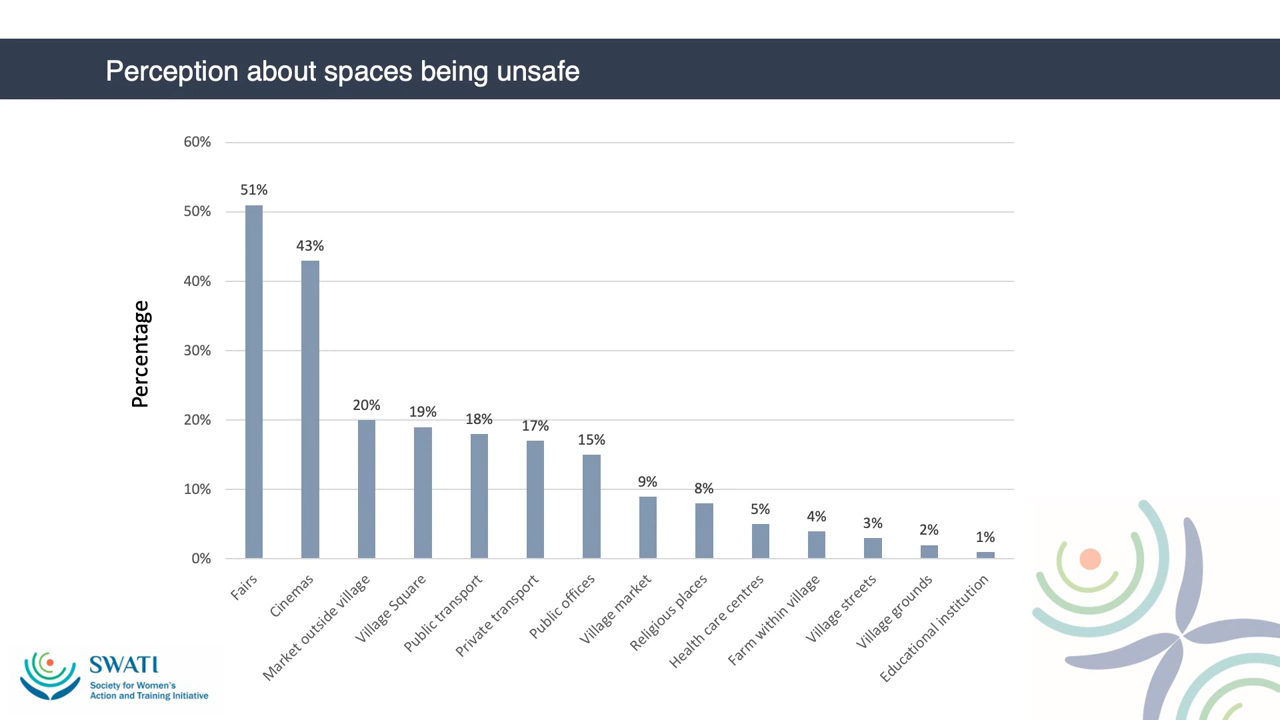 Perception about spaces being unsafe
60%
50%
40%
30%
20%
10%
0%
Percentage
51%
43%
20%
19%
18%
17%
15%
9%
8%
5%
4%
3%
2%
1%
Fairs
Cinemas
Market outside village
Village Square
Public transport
Private transport
Public offices
Village market
Religious places
Health care centres
Farm within village
Village streets
Village grounds
Educational institution
SWATI
Society for Women's
Action and Training Initiative